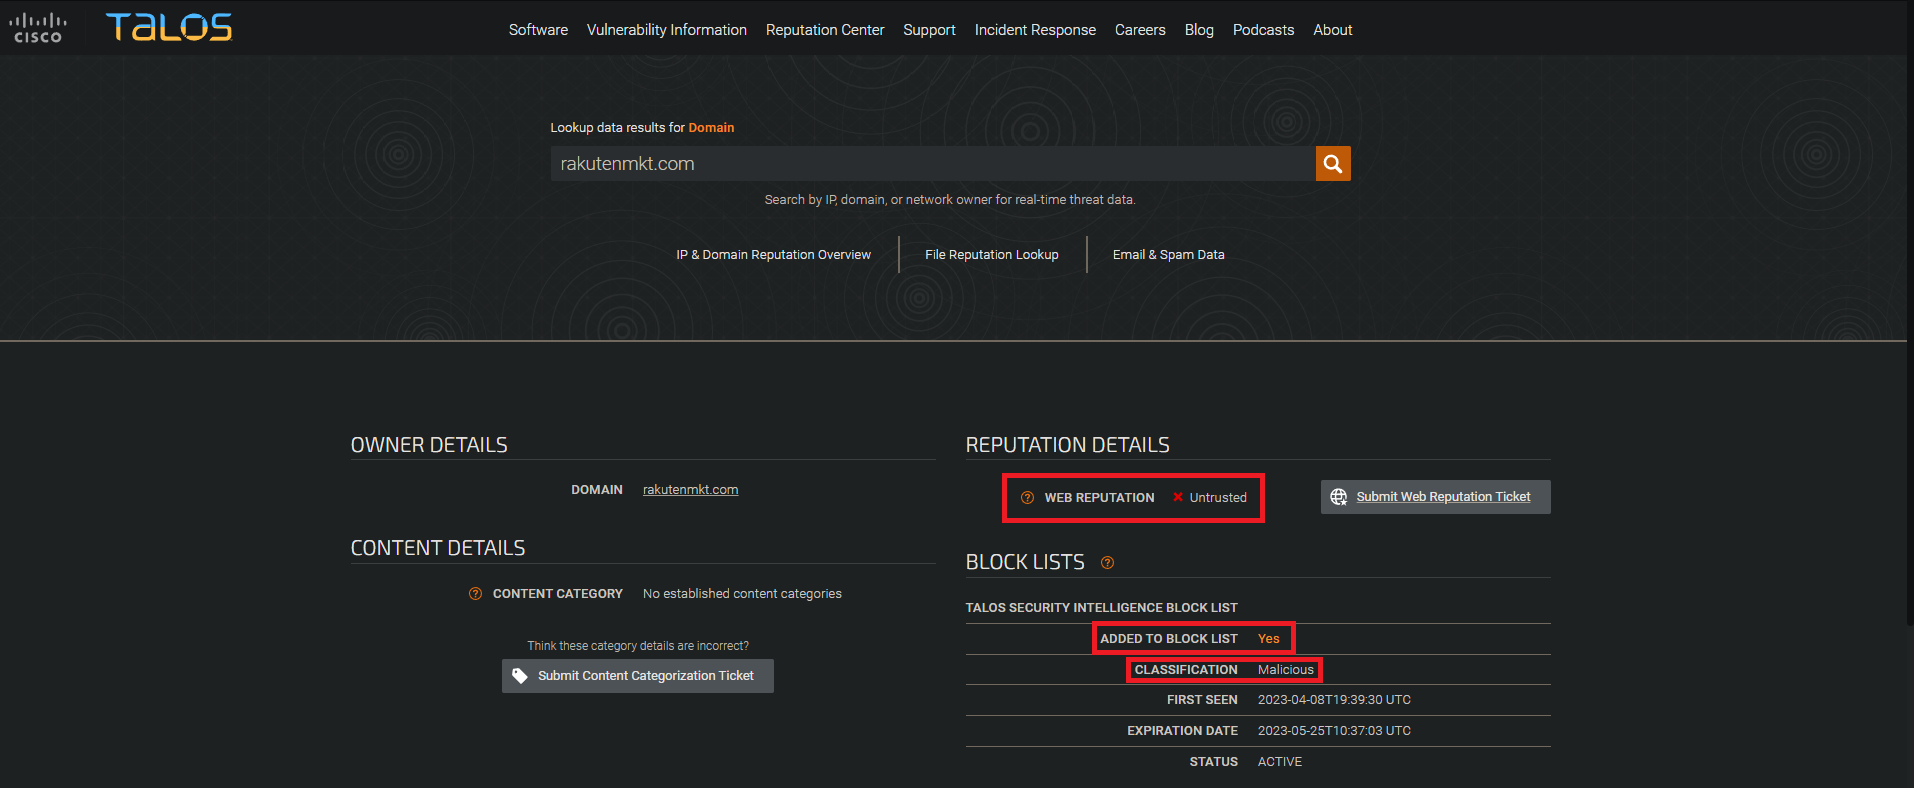 CISCO
TALOS
Software Vulnerability Information Reputation Center Support Incident Response Careers Blog Podcasts About
Lookup data results for Domain
rakutenmkt.com
Search by IP, domain, or network owner for real-time threat data.
IP & Domain Reputation Overview File Reputation Lookup Email & Spam Data
OWNER DETAILS
DOMAIN rakutenmkt.com
CONTENT DETAILS
CONTENT CATEGORY No established content categories
Think these category details are incorrect?
Submit Content Categorization Ticket
REPUTATION DETAILS
WEB REPUTATION Untrusted
Submit Web Reputation Ticket
BLOCK LISTS
TALOS SECURITY INTELLIGENCE BLOCK LIST
ADDED TO BLOCK LIST Yes
CLASSIFICATION Malicious
FIRST SEEN 2023-04-08T19:39:30 UTC
EXPIRATION DATE 2023-05-25T10:37:03 UTC
STATUS ACTIVE